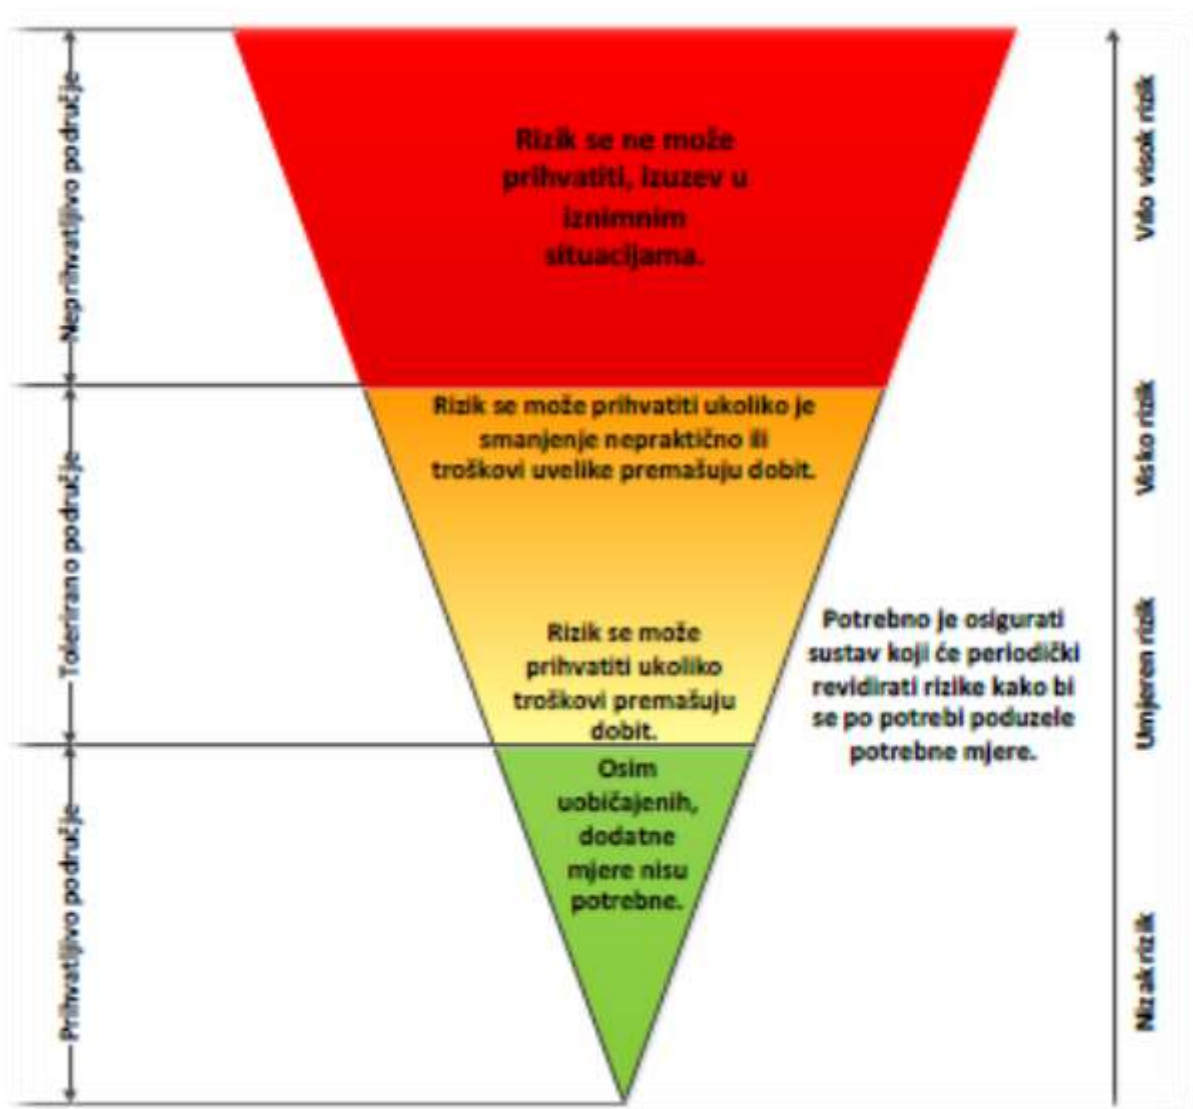 Neprihvatljivo područje
Rizik se ne može
prihvatiti, izuzev u
iznimnim
situacijama.
Vrlo visok rizik
Tolerirano područje
Rizik se može prihvatiti ukoliko je
smanjenje nepraktično ili
troškovi uvelike premašuju dobit.
Visko rizik
Rizik se može
prihvatiti ukoliko
troškovi premašuju
dobit.
Potrebno je osigurati
sustav koji će periodički
revidirati rizike kako bi
se po potrebi poduzele
potrebne mjere.
Umjeren rizik
Prihvatljivo područje
Osim
uobičajenih,
dodatne
mjere nisu
potrebne.
Nizak rizik